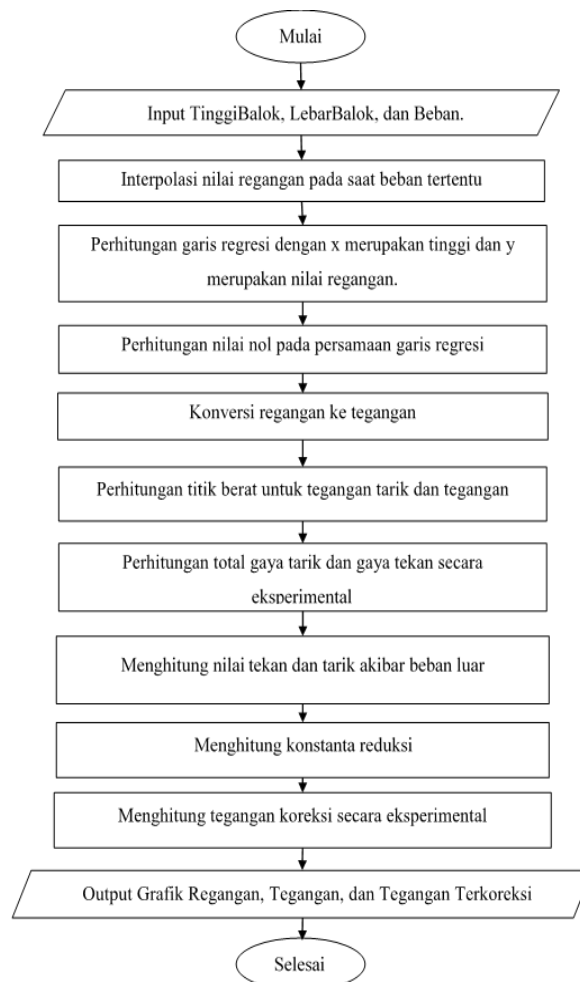 Mulai
Input TinggiBalok, LebarBalok, dan Beban.
Interpolasi nilai regangan pada saat beban tertentu
Perhitungan garis regresi dengan x merupakan tinggi dan y
merupakan nilai regangan.
Perhitungan nilai nol pada persamaan garis regresi
Konversi regangan ke tegangan
Perhitungan titik berat untuk tegangan tarik dan tegangan
Perhitungan total gaya tarik dan gaya tekan secara
eksperimental
Menghitung nilai tekan dan tarik akibar beban luar
Menghitung konstanta reduksi
Menghitung tegangan koreksi secara eksperimental
Output Grafik Regangan, Tegangan, dan Tegangan Terkoreksi
Selesai